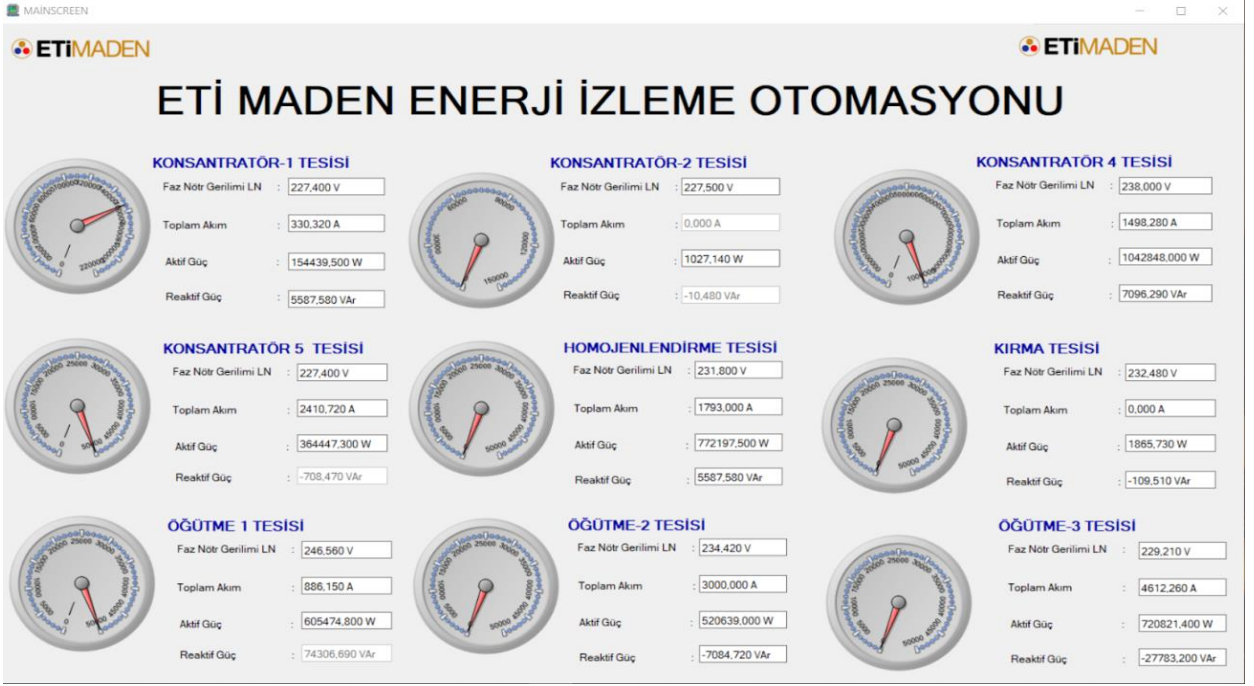 MAİNSCREEN
ETİMADEN
ETİMADEN
ETİ MADEN ENERJİ İZLEME OTOMASYONU
KONSANTRATÖR-1 TESİSİ
Faz Nötr Gerilimi LN : 227,400 V
Toplam Akım : 330,320 A
Aktif Güç : 154439,500 W
Reaktif Güç : 5587,580 VAr
KONSANTRATÖR-2 TESİSİ
Faz Nötr Gerilimi LN : 227,500 V
Toplam Akım : 0,000 A
Aktif Güç : 1027,140 W
Reaktif Güç : -10,480 VAr
KONSANTRATÖR 4 TESİSİ
Faz Nötr Gerilimi LN : 238,000 V
Toplam Akım : 1498,280 A
Aktif Güç : 1042848,000 W
Reaktif Güç : 7096,290 VAr
KONSANTRATÖR 5 TESİSİ
Faz Nötr Gerilimi LN : 227,400 V
Toplam Akım : 2410,720 A
Aktif Güç : 364447,300 W
Reaktif Güç : -708,470 VAr
HOMOJENLENDİRME TESİSİ
Faz Nötr Gerilimi LN : 231,800 V
Toplam Akım : 1793,000 A
Aktif Güç : 772197,500 W
Reaktif Güç : 5587,580 VAr
KIRMA TESİSİ
Faz Nötr Gerilimi LN : 232,480 V
Toplam Akım : 0,000 A
Aktif Güç : 1865,730 W
Reaktif Güç : -109,510 VAr
ÖĞÜTME 1 TESİSİ
Faz Nötr Gerilimi LN : 246,560 V
Toplam Akım : 886,150 A
Aktif Güç : 605474,800 W
Reaktif Güç : 74306,690 VAr
ÖĞÜTME-2 TESİSİ
Faz Nötr Gerilimi LN : 234,420 V
Toplam Akım : 3000,000 A
Aktif Güç : 520639,000 W
Reaktif Güç : -7084,720 VAr
ÖĞÜTME-3 TESİSİ
Faz Nötr Gerilimi LN : 229,210 V
Toplam Akım : 4612,260 A
Aktif Güç : 720821,400 W
Reaktif Güç : -27783,200 VAr